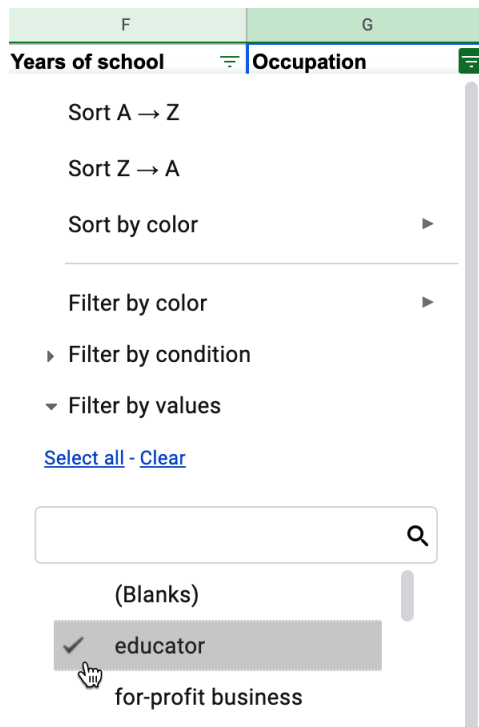 F G
Years of school Occupation
Sort A → Z
Sort Z → A
Sort by color
Filter by color
Filter by condition
Filter by values
Select all - Clear
(Blanks)
educator
for-profit business